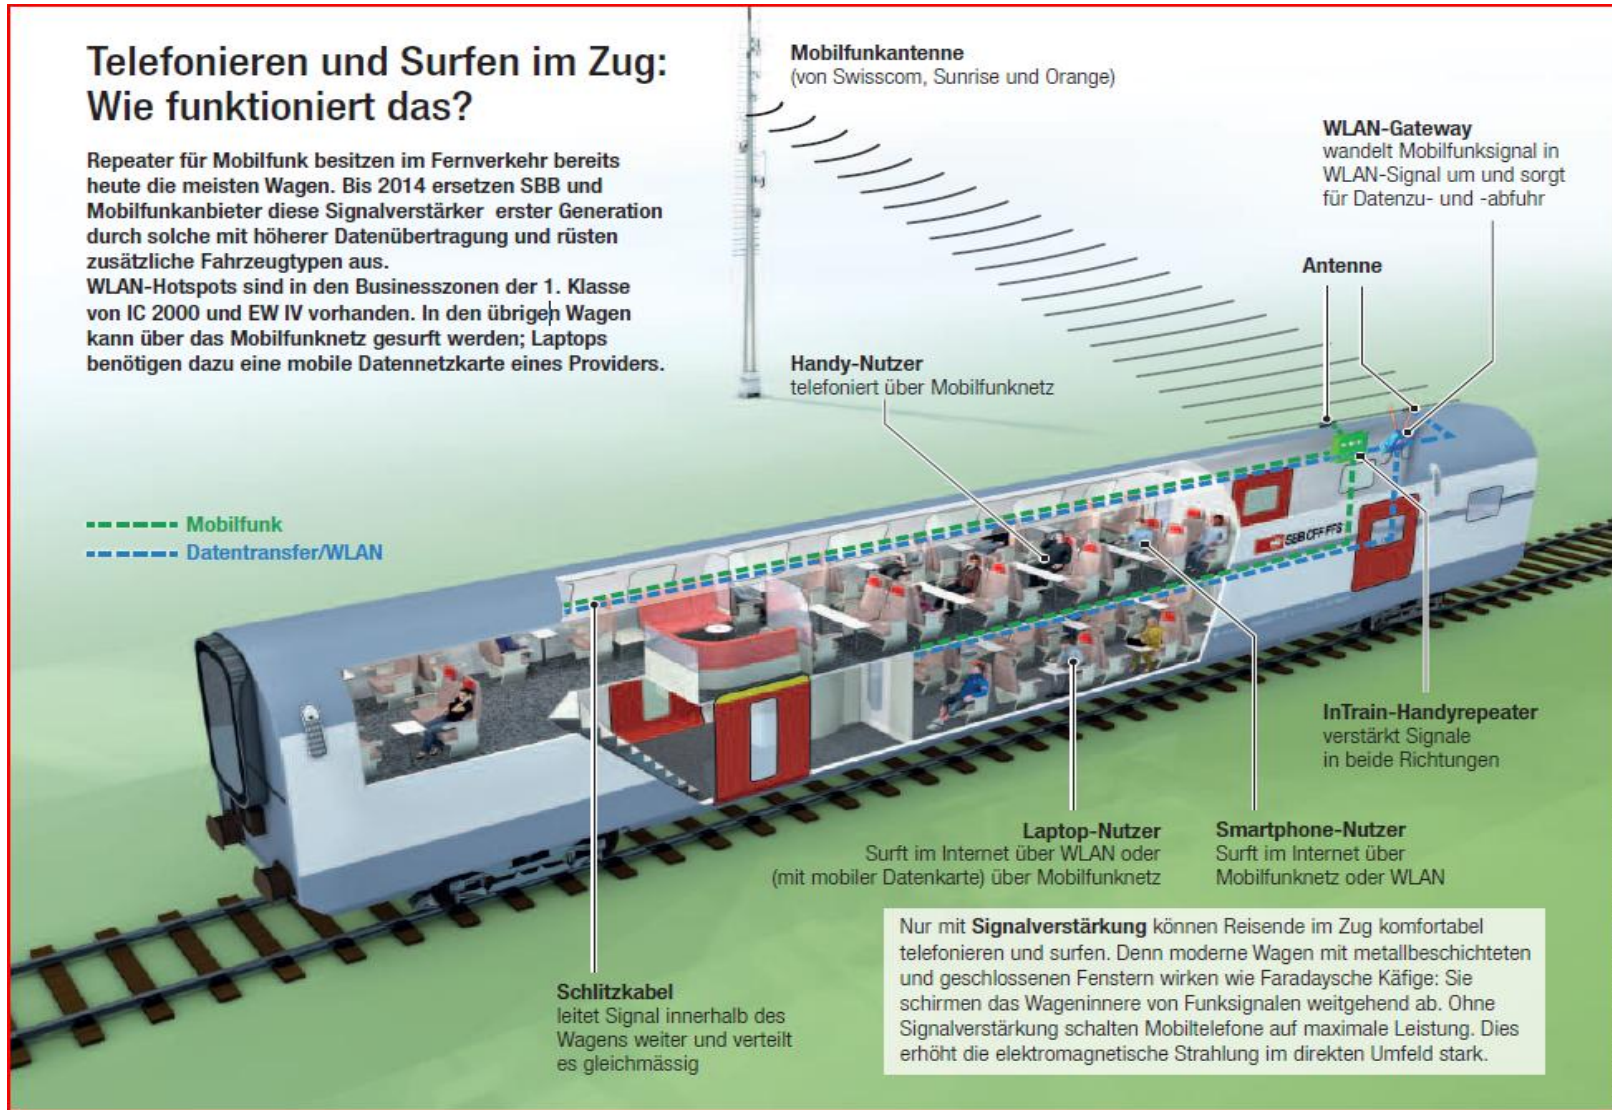 Telefonieren und Surfen im Zug:
Wie funktioniert das?
Repeater für Mobilfunk besitzen im Fernverkehr bereits
heute die meisten Wagen. Bis 2014 ersetzen SBB und
Mobilfunkanbieter diese Signalverstärker erster Generation
durch solche mit höherer Datenübertragung und rüsten
zusätzliche Fahrzeugtypen aus.
WLAN-Hotspots sind in den Businesszonen der 1. Klasse
von IC 2000 und EW IV vorhanden. In den übrigen Wagen
kann über das Mobilfunknetz gesurft werden; Laptops
benötigen dazu eine mobile Datennetzkarte eines Providers.
Mobilfunkantenne
(von Swisscom, Sunrise und Orange)
WLAN-Gateway
wandelt Mobilfunksignal in
WLAN-Signal um und sorgt
für Datenzu- und -abfuhr
Antenne
Handy-Nutzer
telefoniert über Mobilfunknetz
Mobilfunk
Datentransfer/WLAN
SBB CFF FFS
InTrain-Handyrepeater
verstärkt Signale
in beide Richtungen
Laptop-Nutzer
Surft im Internet über WLAN oder
(mit mobiler Datenkarte) über Mobilfunknetz
Smartphone-Nutzer
Surft im Internet über
Mobilfunknetz oder WLAN
Schlitzkabel
leitet Signal innerhalb des
Wagens weiter und verteilt
es gleichmässig
Nur mit Signalverstärkung können Reisende im Zug komfortabel
telefonieren und surfen. Denn moderne Wagen mit metallbeschichteten
und geschlossenen Fenstern wirken wie Faradaysche Käfige: Sie
schirmen das Wageninnere von Funksignalen weitgehend ab. Ohne
Signalverstärkung schalten Mobiltelefone auf maximale Leistung. Dies
erhöht die elektromagnetische Strahlung im direkten Umfeld stark.